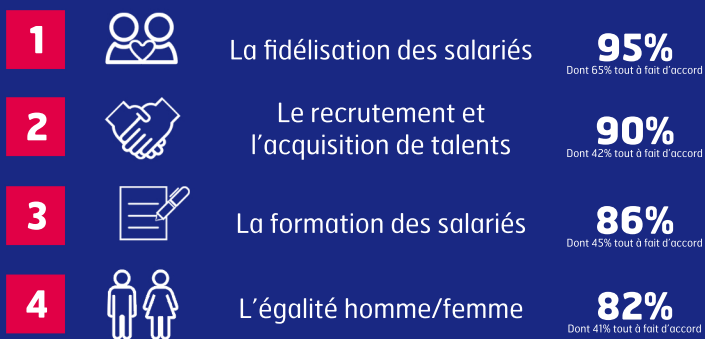 1
La fidélisation des salariés
95%
Dont 65% tout à fait d'accord
2
Le recrutement et
l'acquisition de talents
90%
Dont 42% tout à fait d'accord
3
La formation des salariés
86%
Dont 45% tout à fait d'accord
4
L'égalité homme/femme
82%
Dont 41% tout à fait d'accord